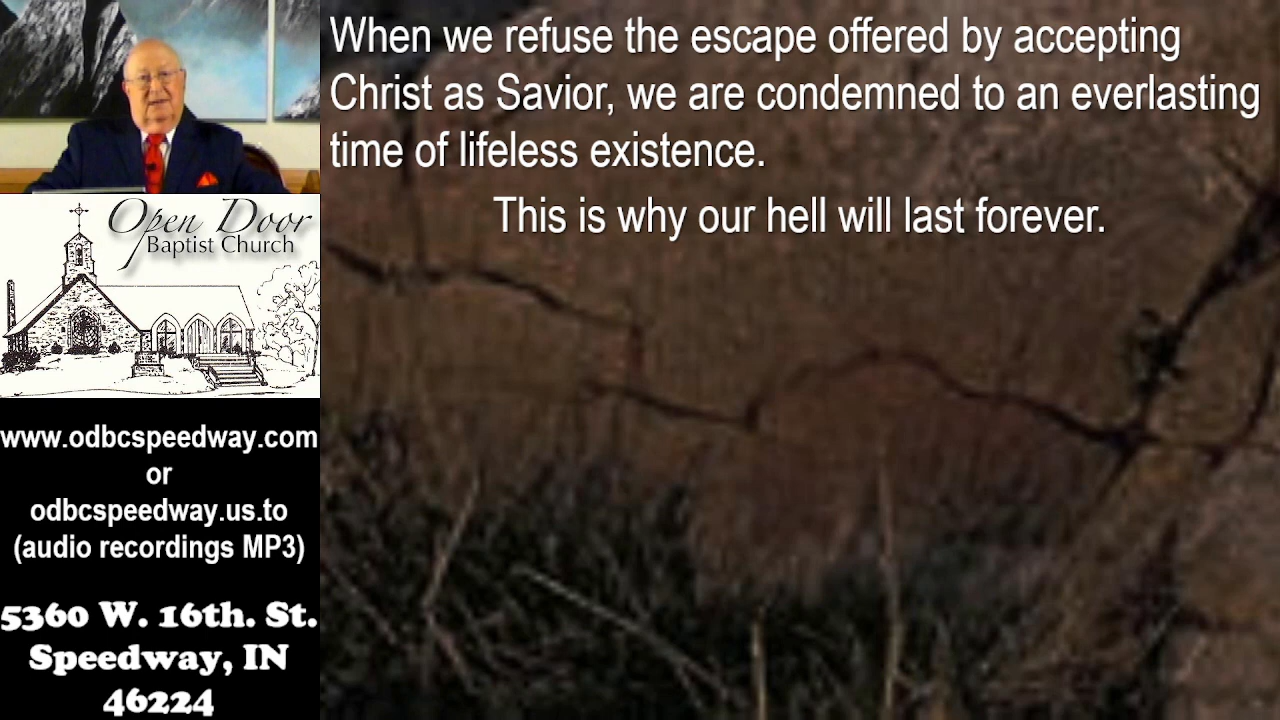 When we refuse the escape offered by accepting
Christ as Savior, we are condemned to an everlasting
time of lifeless existence.
This is why our hell will last forever.
Open Door
Baptist Church
www.odbcspeedway.com
or
odbcspeedway.us.to
(audio recordings MP3)
5360 W. 16th. St.
Speedway, IN
46224